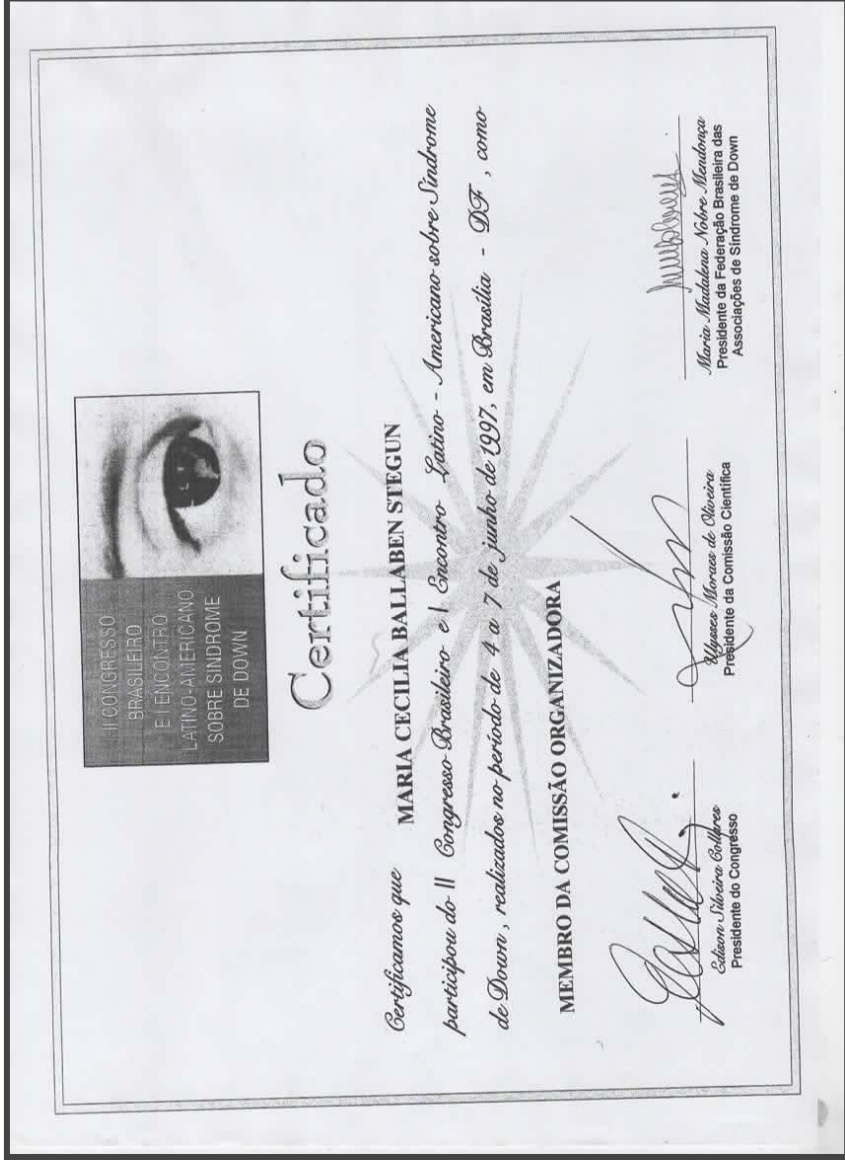 II CONGRESSO
BRASILEIRO
E I ENCONTRO
LATINO-AMERICANO
SOBRE SINDROME
DE DOWN
Certificado
Certificamos que MARIA CECILIA BALLABEN STEGUN
participou do II Congresso Brasileiro e I Encontro Latino - Americano sobre Síndrome
de Down, realizados no período de 4 a 7 de junho de 1997, em Brasília - DF, como
MEMBRO DA COMISSÃO ORGANIZADORA
Edison Silveira Collares
Presidente do Congresso
Ulysses Moraes de Oliveira
Presidente da Comissão Científica
Maria Madalena Nobre Mendonça
Presidente da Federação Brasileira das
Associações de Síndrome de Down